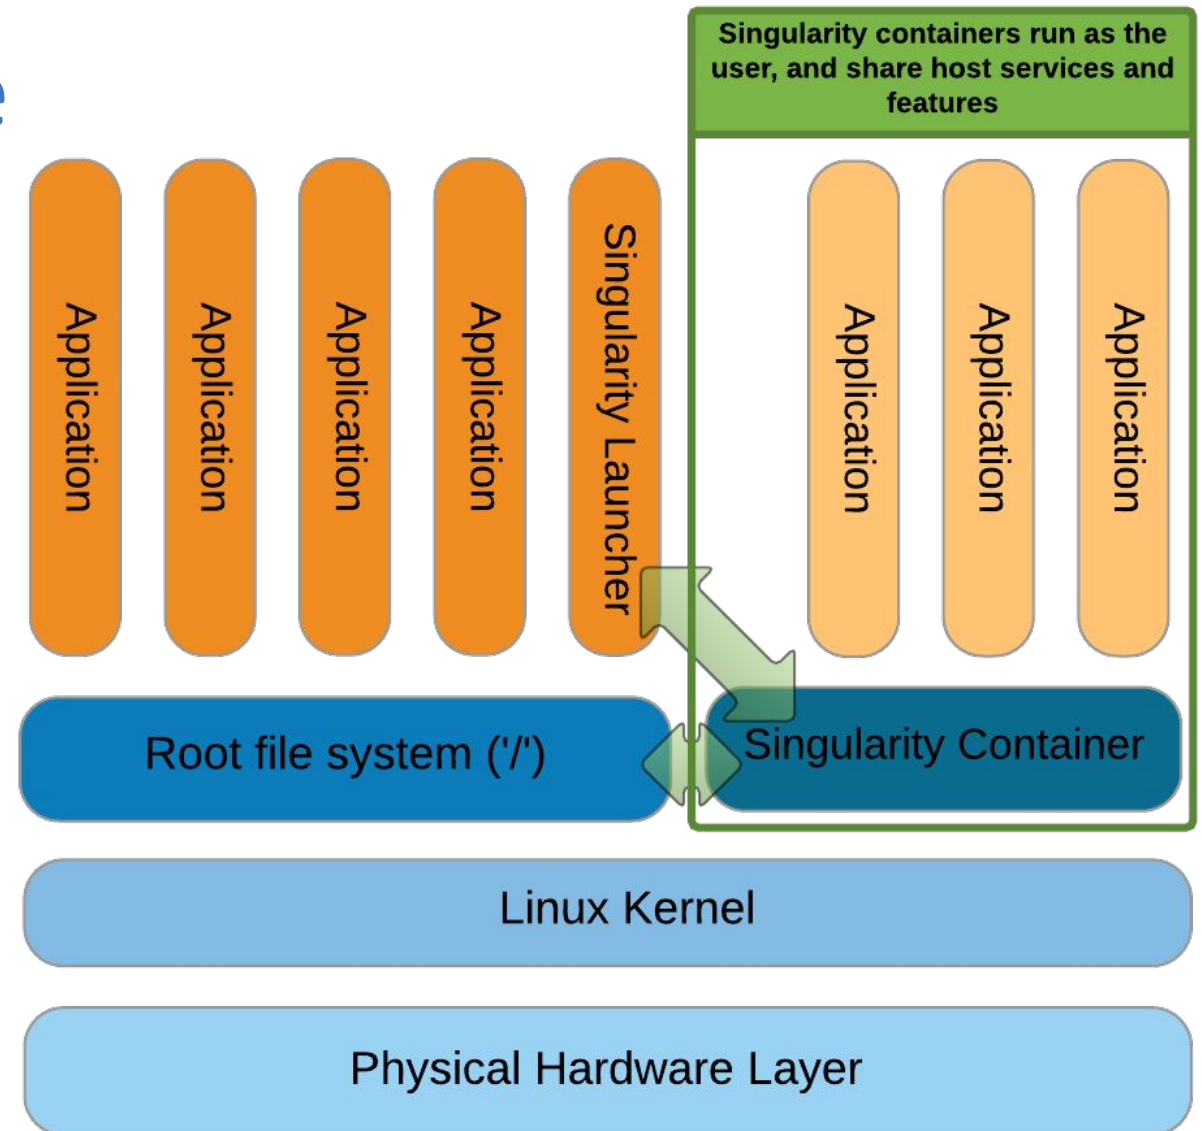 Singularity containers run as the
user, and share host services and
features
e
Application
Application
Application
Application
Singularity Launcher
Application
Application
Application
Root file system ('/')
Singularity Container
Linux Kernel
Physical Hardware Layer